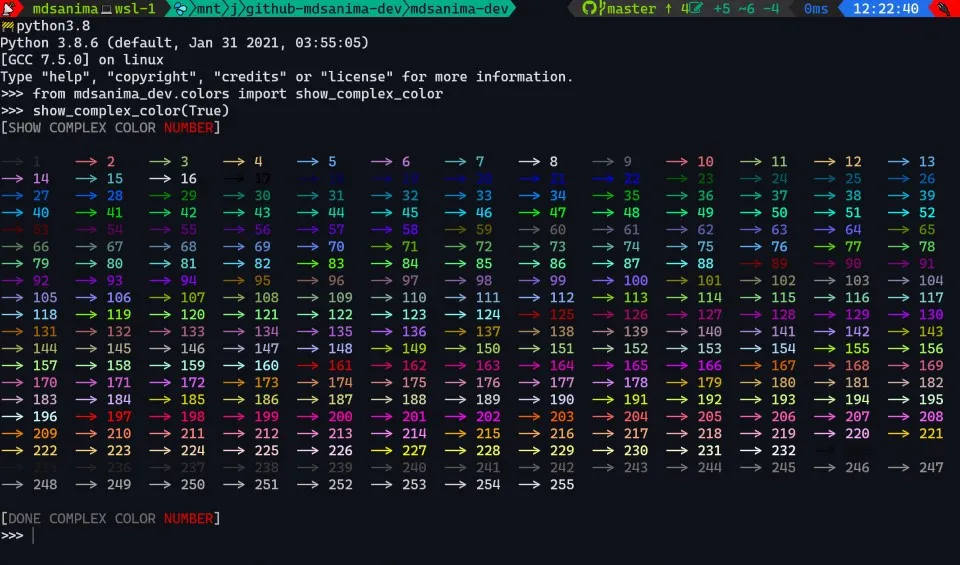 mdsanima wsl-1 mnt j github-mdsanima-dev mdsanima-dev master ↑ 4 +5 ~6 -4 0ms 12:22:40
python3.8
Python 3.8.6 (default, Jan 31 2021, 03:55:05)
[GCC 7.5.0] on linux
Type "help", "copyright", "credits" or "license" for more information.
>>> from mdsanima_dev.colors import show_complex_color
>>> show_complex_color(True)
[SHOW COMPLEX COLOR NUMBER]
→ 1 → 2 → 3 → 4 → 5 → 6 → 7 → 8 → 9 → 10 → 11 → 12 → 13
→ 14 → 15 → 16 → 17 → 18 → 19 → 20 → 21 → 22 → 23 → 24 → 25 → 26
→ 27 → 28 → 29 → 30 → 31 → 32 → 33 → 34 → 35 → 36 → 37 → 38 → 39
→ 40 → 41 → 42 → 43 → 44 → 45 → 46 → 47 → 48 → 49 → 50 → 51 → 52
→ 53 → 54 → 55 → 56 → 57 → 58 → 59 → 60 → 61 → 62 → 63 → 64 → 65
→ 66 → 67 → 68 → 69 → 70 → 71 → 72 → 73 → 74 → 75 → 76 → 77 → 78
→ 79 → 80 → 81 → 82 → 83 → 84 → 85 → 86 → 87 → 88 → 89 → 90 → 91
→ 92 → 93 → 94 → 95 → 96 → 97 → 98 → 99 → 100 → 101 → 102 → 103 → 104
→ 105 → 106 → 107 → 108 → 109 → 110 → 111 → 112 → 113 → 114 → 115 → 116 → 117
→ 118 → 119 → 120 → 121 → 122 → 123 → 124 → 125 → 126 → 127 → 128 → 129 → 130
→ 131 → 132 → 133 → 134 → 135 → 136 → 137 → 138 → 139 → 140 → 141 → 142 → 143
→ 144 → 145 → 146 → 147 → 148 → 149 → 150 → 151 → 152 → 153 → 154 → 155 → 156
→ 157 → 158 → 159 → 160 → 161 → 162 → 163 → 164 → 165 → 166 → 167 → 168 → 169
→ 170 → 171 → 172 → 173 → 174 → 175 → 176 → 177 → 178 → 179 → 180 → 181 → 182
→ 183 → 184 → 185 → 186 → 187 → 188 → 189 → 190 → 191 → 192 → 193 → 194 → 195
→ 196 → 197 → 198 → 199 → 200 → 201 → 202 → 203 → 204 → 205 → 206 → 207 → 208
→ 209 → 210 → 211 → 212 → 213 → 214 → 215 → 216 → 217 → 218 → 219 → 220 → 221
→ 222 → 223 → 224 → 225 → 226 → 227 → 228 → 229 → 230 → 231 → 232
→ 235 → 236 → 237 → 238 → 239 → 240 → 241 → 242 → 243 → 244 → 245 → 246 → 247
→ 248 → 249 → 250 → 251 → 252 → 253 → 254 → 255
[DONE COMPLEX COLOR NUMBER]
>>>